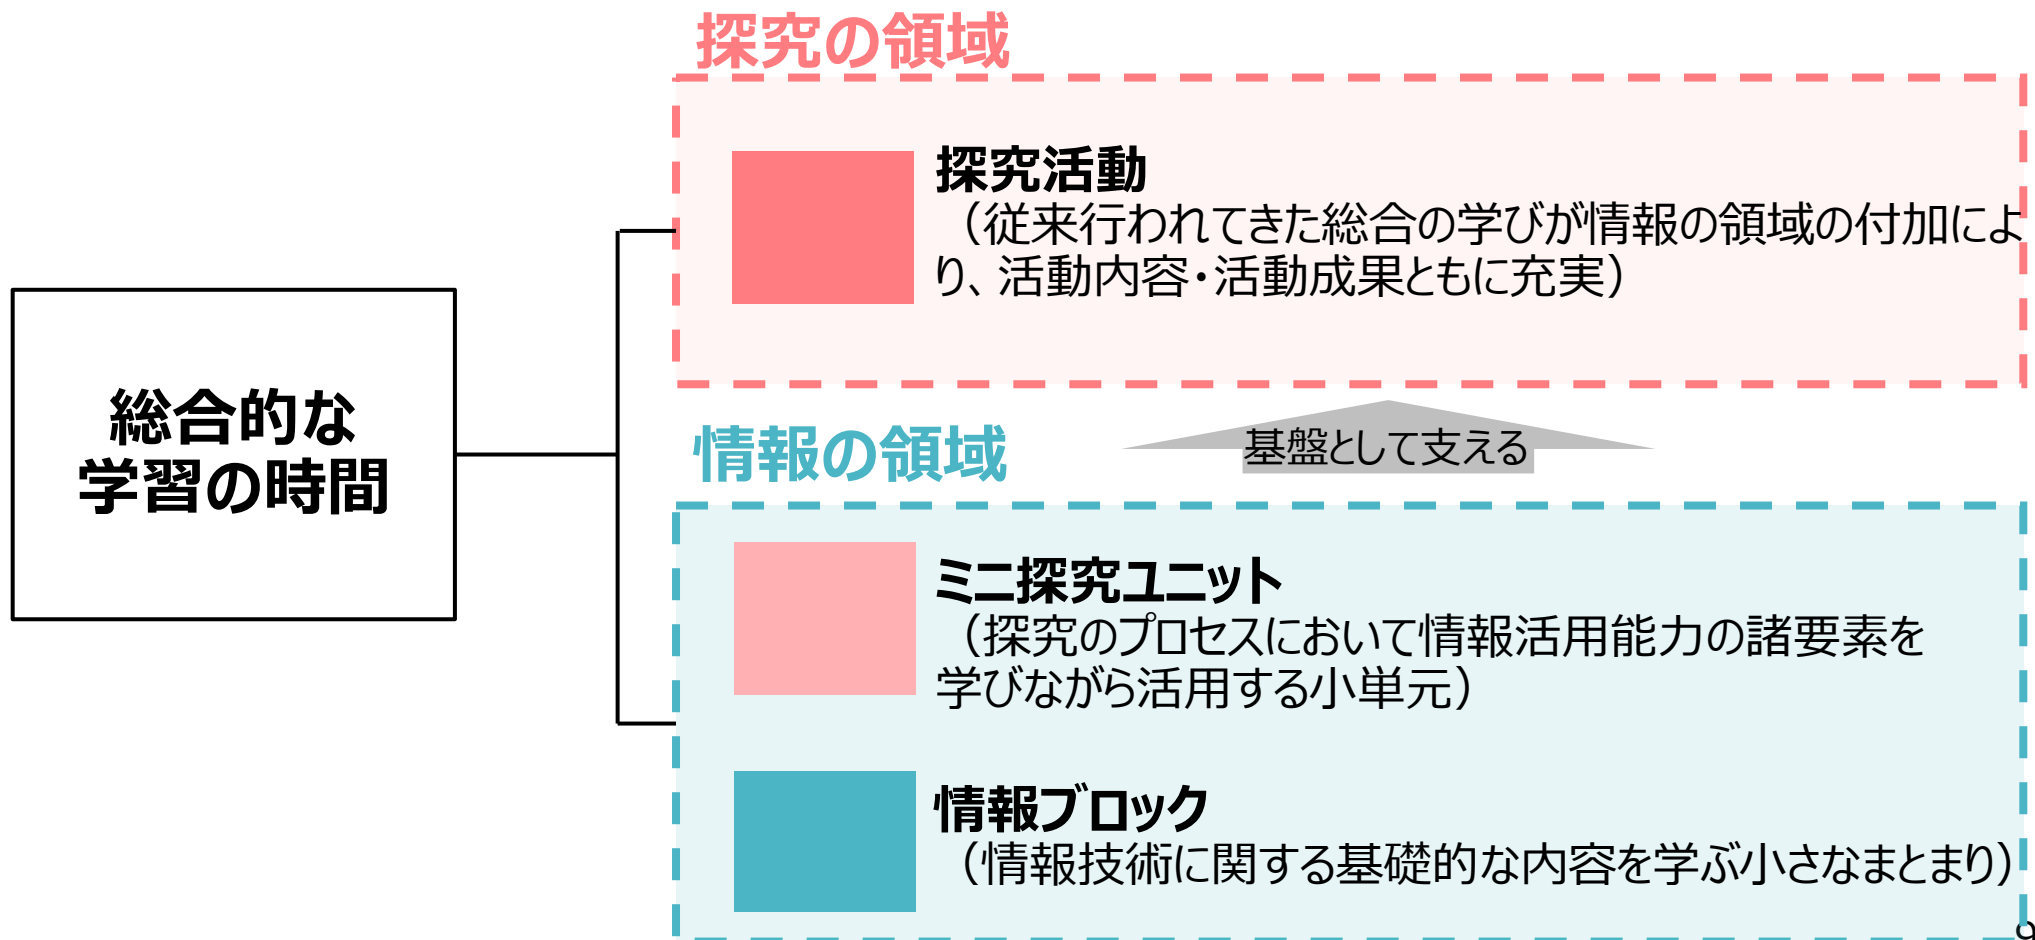 探究の領域
探究活動
（従来行われてきた総合の学びが情報の領域の付加によ
り、活動内容・活動成果ともに充実）
総合的な
学習の時間
情報の領域
基盤として支える
ミニ探究ユニット
（探究のプロセスにおいて情報活用能力の諸要素を
学びながら活用する小単元）
情報ブロック
（情報技術に関する基礎的な内容を学ぶ小さなまとまり）